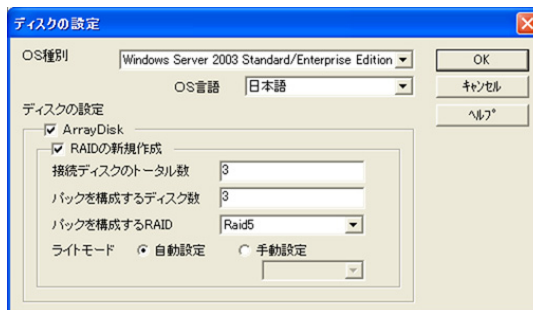 ディスクの設定
OS種別 Windows Server 2003 Standard/Enterprise Edition
OS言語 日本語
OK
キャンセル
ヘルプ
ディスクの設定
ArrayDisk
RAIDの新規作成
接続ディスクのトータル数 3
パックを構成するディスク数 3
パックを構成するRAID Raid5
ライトモード 自動設定 手動設定